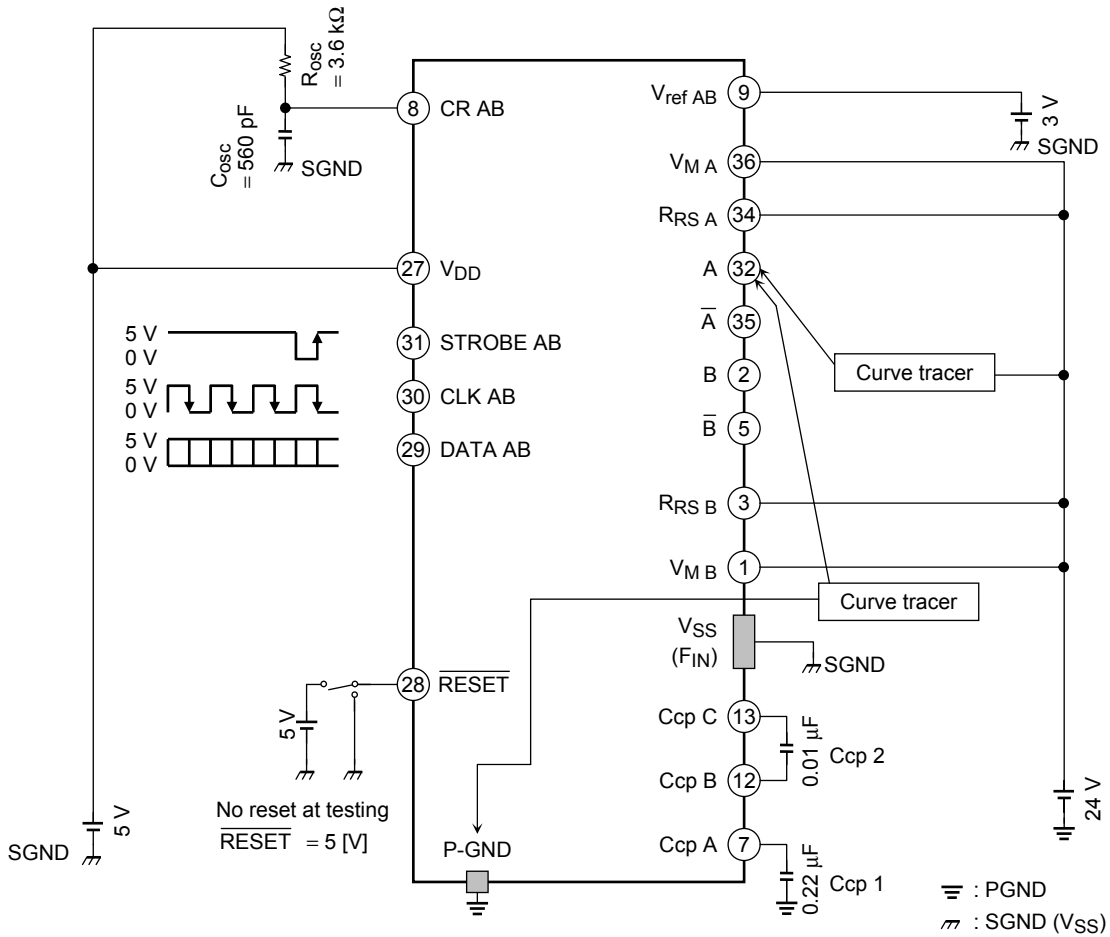 Rosc
= 3.6 kΩ
Cosc
= 560 pF
SGND
8
CR AB
27
VDD
5 V
0 V
31
STROBE AB
5 V
0 V
30
CLK AB
5 V
0 V
29
DATA AB
28
RESET
5 V
No reset at testing
RESET = 5 [V]
5 V
SGND
P-GND
Vref AB
9
3 V
SGND
VM A
36
RRS A
34
A
32
A
35
B
2
B
5
Curve tracer
RRS B
3
VM B
1
Curve tracer
VSS
(FIN)
SGND
Ccp C
13
0.01 μF
Ccp 2
Ccp B
12
Ccp A
7
0.22 μF
Ccp 1
24 V
: PGND
: SGND (VSS)